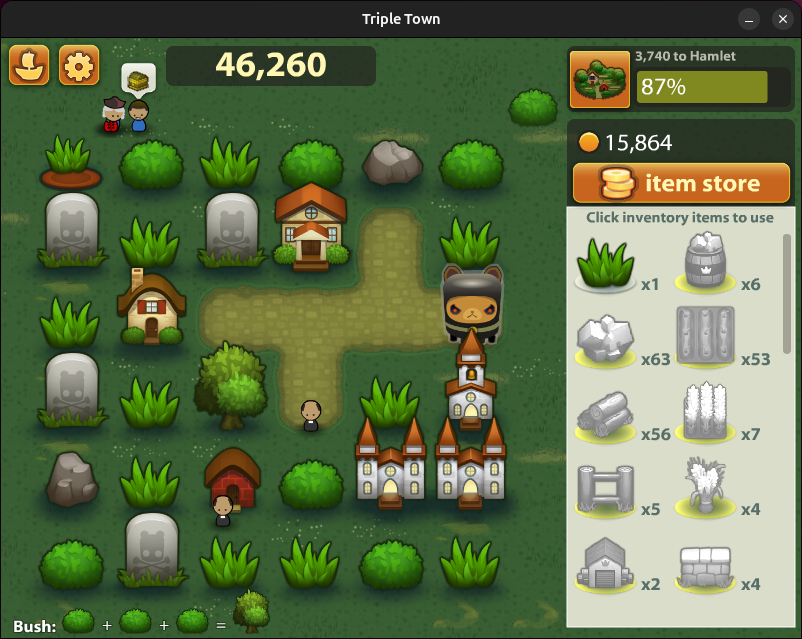 Triple Town
46,260
3,740 to Hamlet
87%
15,864
item store
Click inventory items to use
x1
x6
x63
x53
x56
x7
x5
x4
x2
x4
Bush: + + =